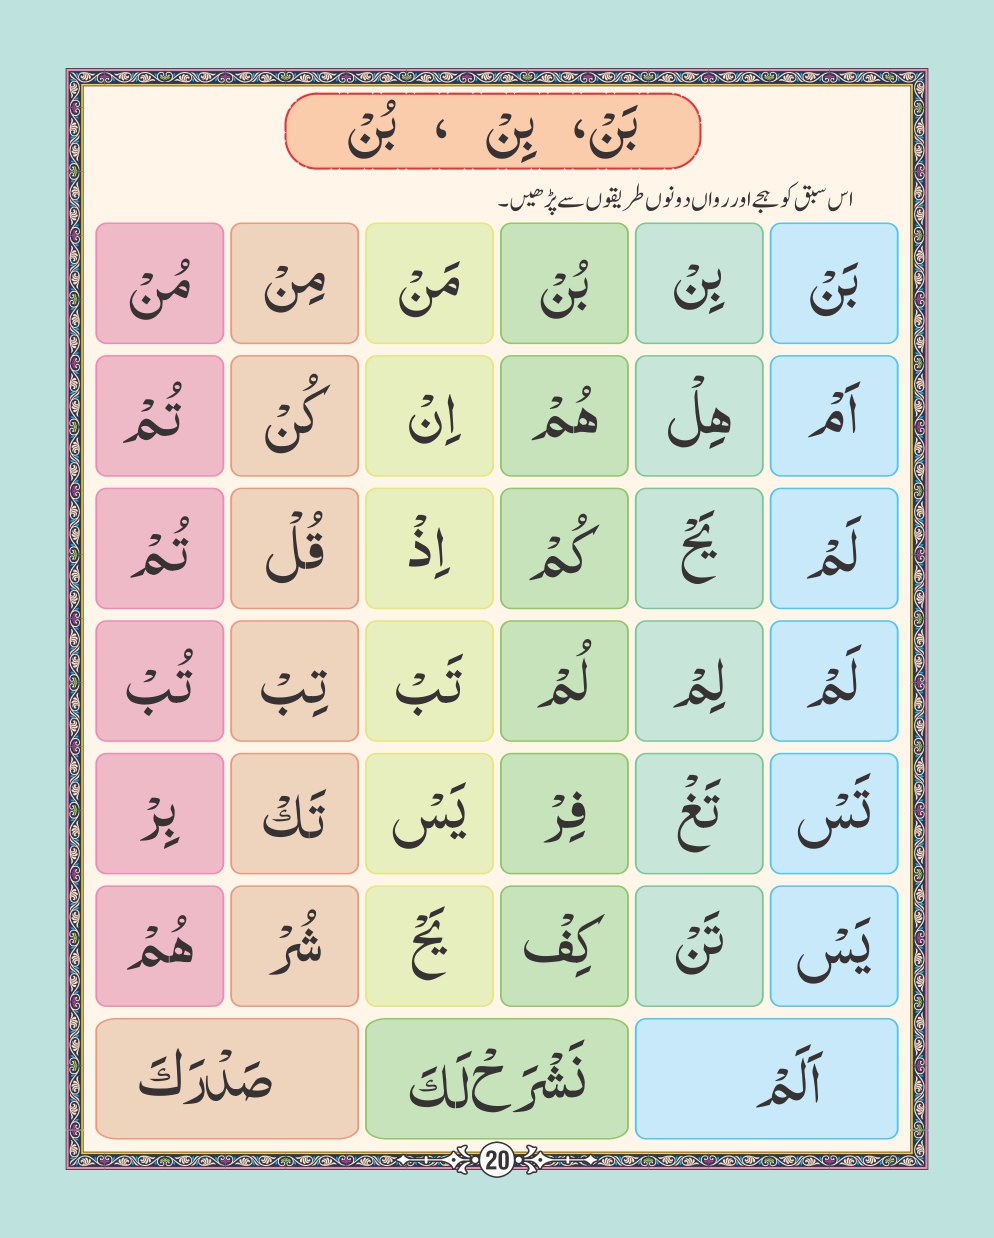 بَنْ، بِنْ ، بُنْ
اس سبق کو ہجے اور رواں دونوں طریقوں سے پڑھیں۔
بَنْ بِنْ بُنْ مَنْ مِنْ مُنْ
اَمْ هِلْ هُمْ اِنْ كُنْ تُمْ
لَمْ يَحْ كُمْ اِذْ قُلْ تُمْ
لَمْ لِمْ لُمْ تَبْ تِبْ تُبْ
تَسْ تَغْ فِرْ يَسْ تَكْ بِرْ
يَسْ تَنْ كِفْ يَحْ شُرْ هُمْ
اَلَمْ نَشْرَحْ لَكَ صَدْرَكَ
20